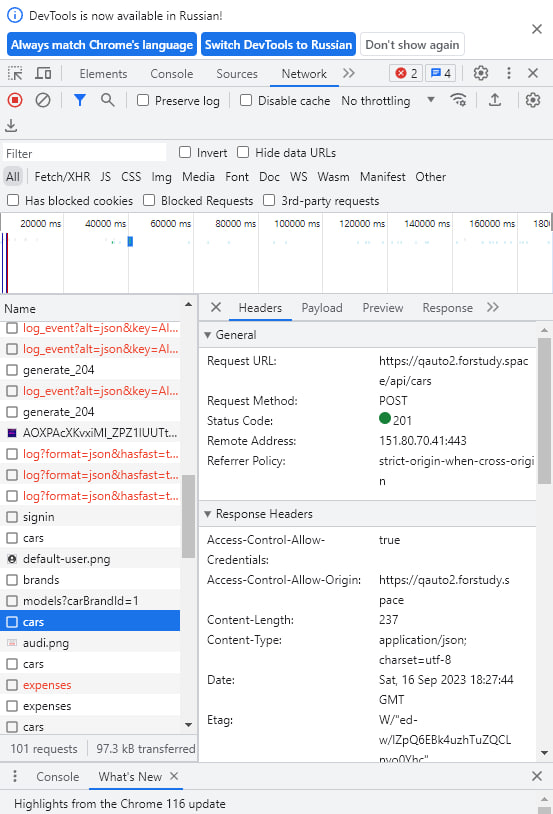 DevTools is now available in Russian!
Always match Chrome's language Switch DevTools to Russian Don't show again
Elements Console Sources Network 2 4
Preserve log Disable cache No throttling
Filter Invert Hide data URLs
All Fetch/XHR JS CSS Img Media Font Doc WS Wasm Manifest Other
Has blocked cookies Blocked Requests 3rd-party requests
20000 ms 40000 ms 60000 ms 80000 ms 100000 ms 120000 ms 140000 ms 160000 ms 1800
Name
log_event?alt=json&key=AI...
log_event?alt=json&key=AI...
generate_204
log_event?alt=json&key=AI...
generate_204
log?format=json&hasfast=t...
log?format=json&hasfast=t...
log?format=json&hasfast=t...
signin
cars
default-user.png
brands
models?carBrandId=1
cars
audi.png
cars
expenses
expenses
cars
101 requests 97.3 kB transferred
Headers Payload Preview Response
General
Request URL: https://qauto2.forstudy.spac
e/api/cars
Request Method: POST
Status Code: 201
Remote Address: 151.80.70.41:443
Referrer Policy: strict-origin-when-cross-origi
n
Response Headers
Access-Control-Allow- true
Credentials:
Access-Control-Allow-Origin: https://qauto2.forstudy.s
pace
Content-Length: 237
Content-Type: application/json;
charset=utf-8
Date: Sat, 16 Sep 2023 18:27:44
GMT
Etag: W/"ed-
Console What's New
Highlights from the Chrome 116 update